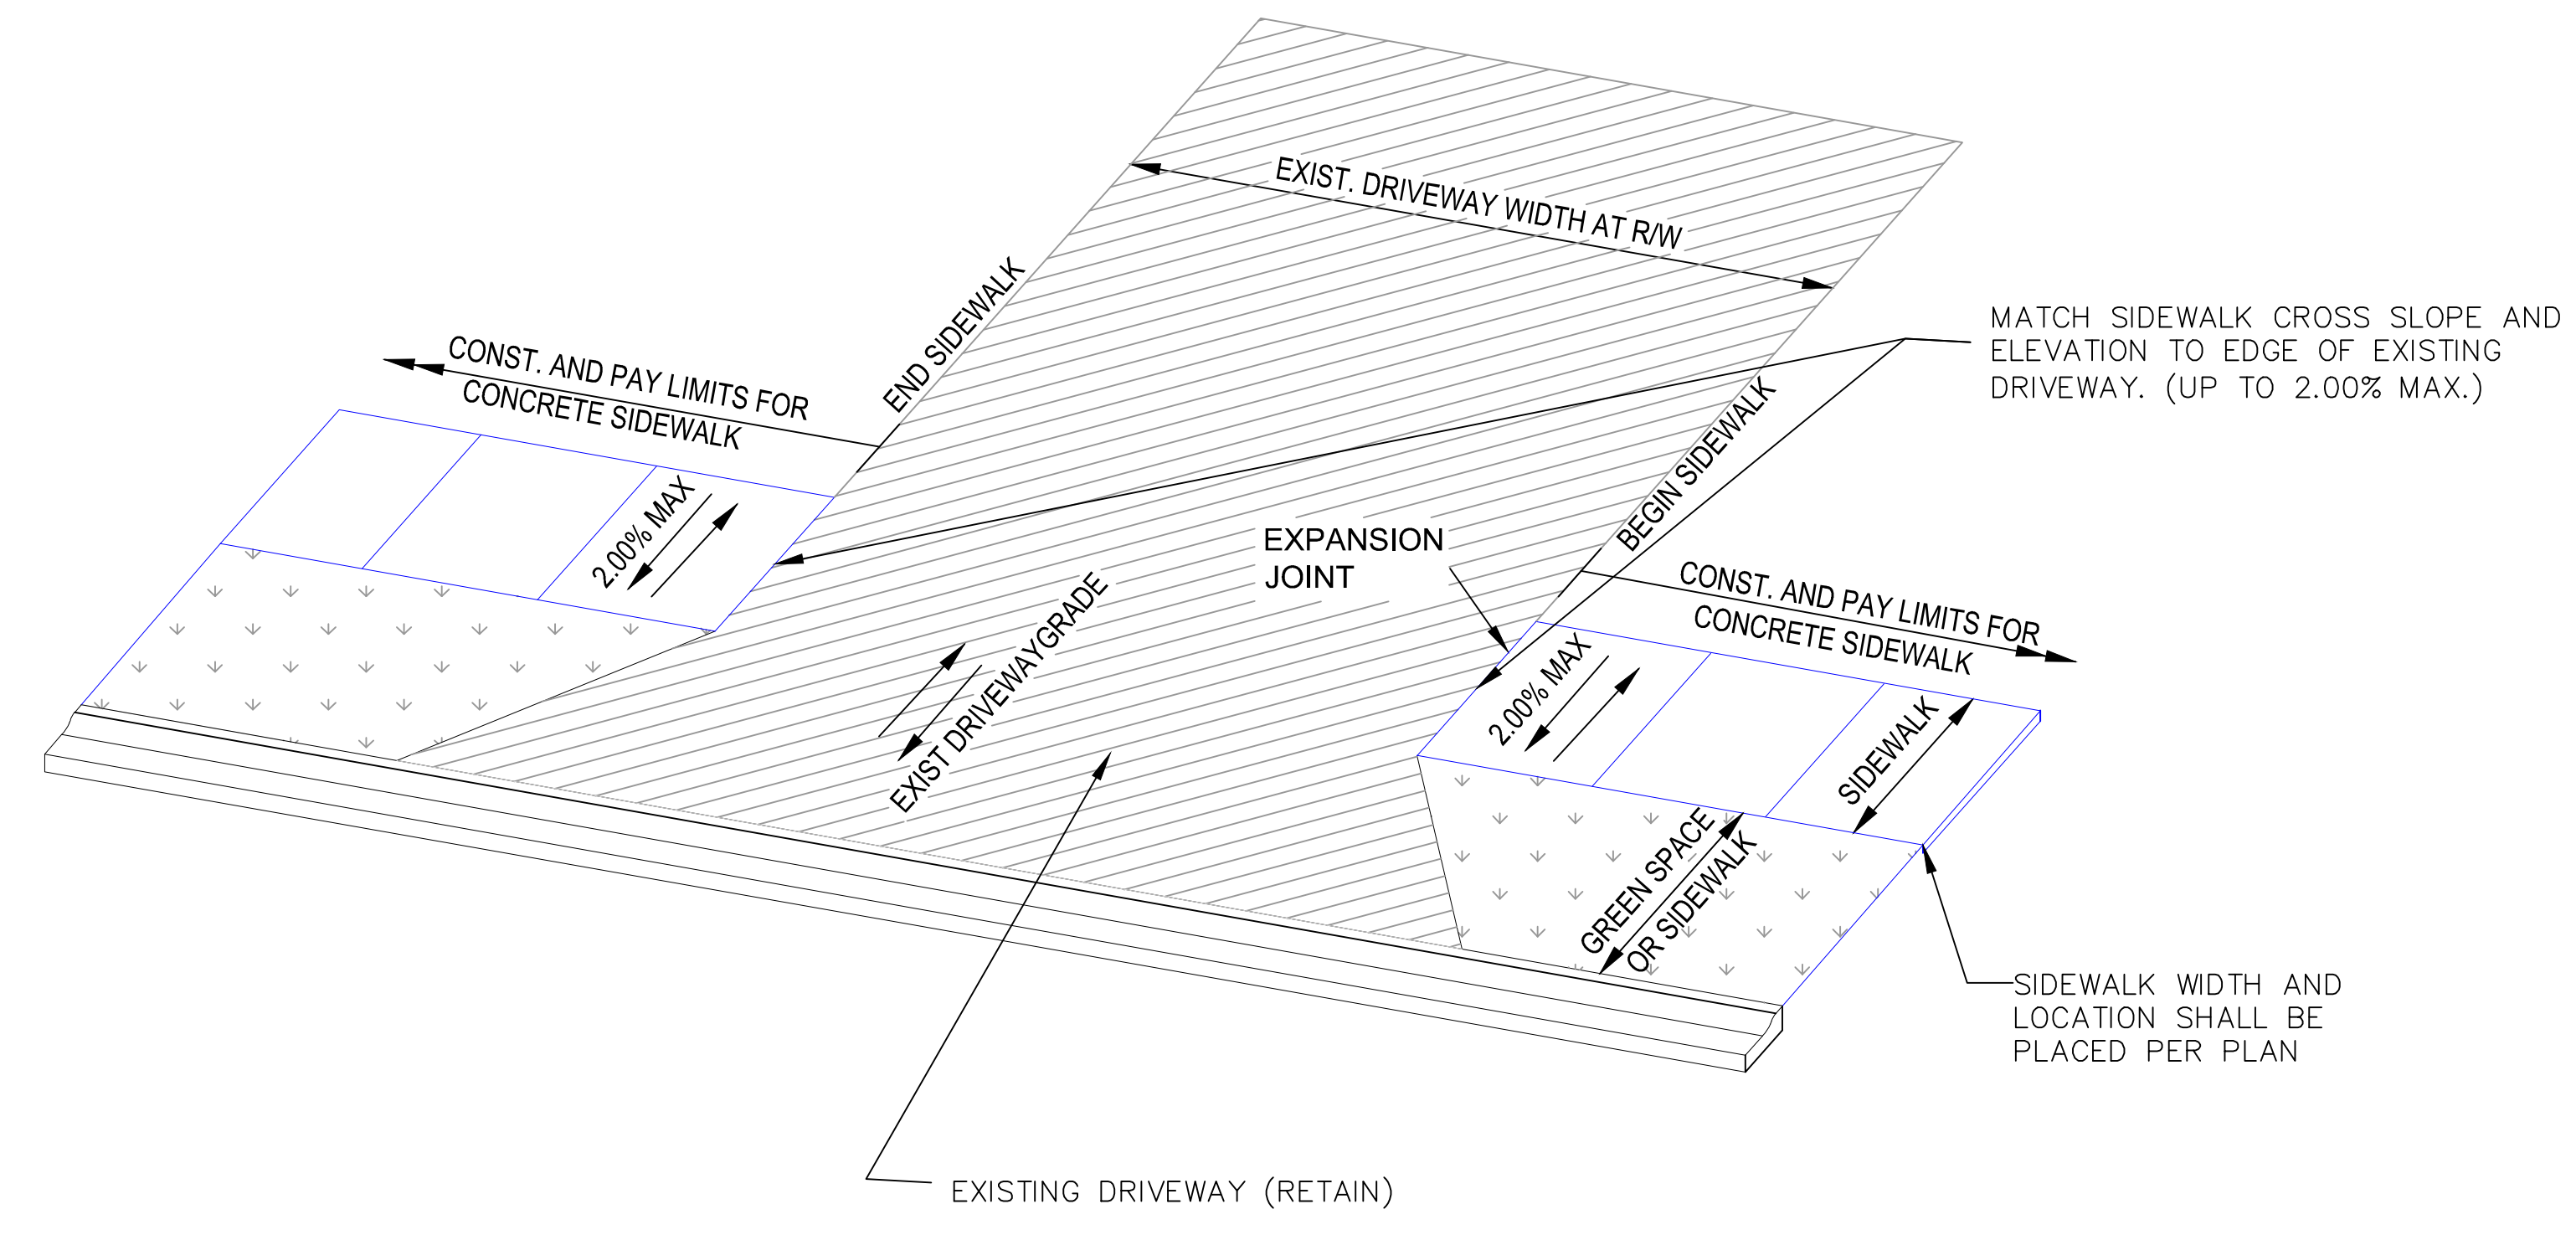 EXIST. DRIVEWAY WIDTH AT R/W
END SIDEWALK
MATCH SIDEWALK CROSS SLOPE AND
ELEVATION TO EDGE OF EXISTING
DRIVEWAY. (UP TO 2.00% MAX.)
CONST. AND PAY LIMITS FOR
CONCRETE SIDEWALK
BEGIN SIDEWALK
2.00% MAX
EXPANSION
JOINT
EXIST DRIVEWAYGRADE
CONST. AND PAY LIMITS FOR
CONCRETE SIDEWALK
2.00% MAX
SIDEWALK
GREEN SPACE
OR SIDEWALK
SIDEWALK WIDTH AND
LOCATION SHALL BE
PLACED PER PLAN
EXISTING DRIVEWAY (RETAIN)